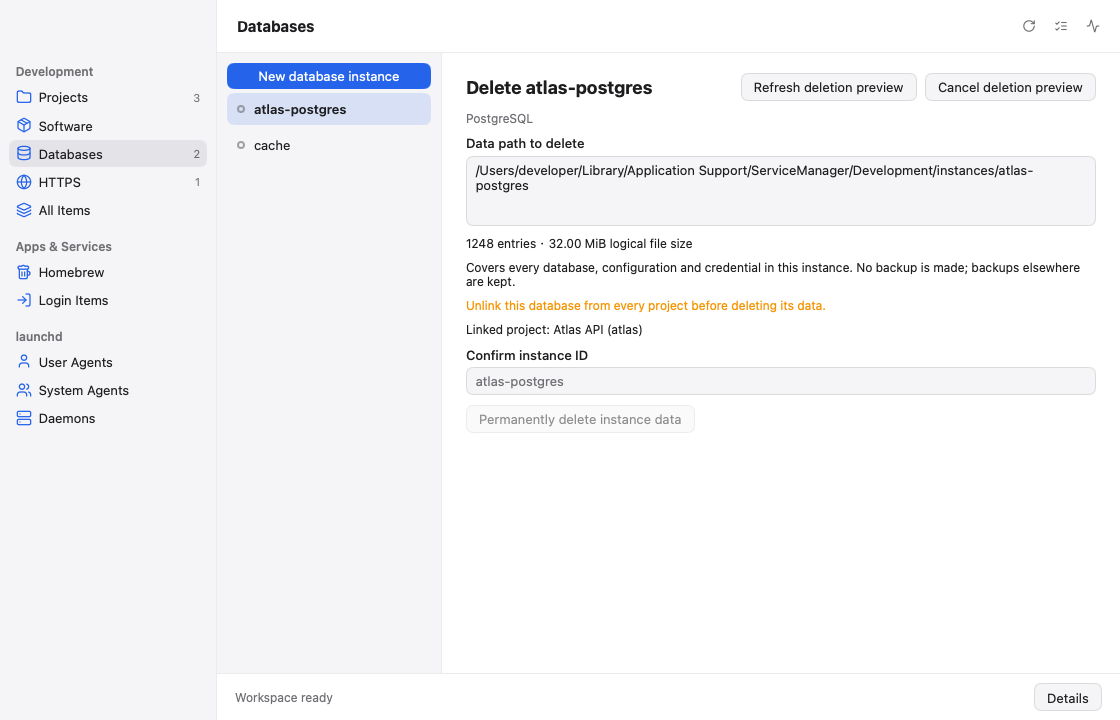 Databases
Development
Projects 3
Software
Databases 2
HTTPS 1
All Items
Apps & Services
Homebrew
Login Items
launchd
User Agents
System Agents
Daemons
New database instance
atlas-postgres
cache
Delete atlas-postgres
Refresh deletion preview
Cancel deletion preview
PostgreSQL
Data path to delete
/Users/developer/Library/Application Support/ServiceManager/Development/instances/atlas-
postgres
1248 entries · 32.00 MiB logical file size
Covers every database, configuration and credential in this instance. No backup is made; backups elsewhere
are kept.
Unlink this database from every project before deleting its data.
Linked project: Atlas API (atlas)
Confirm instance ID
atlas-postgres
Permanently delete instance data
Workspace ready
Details